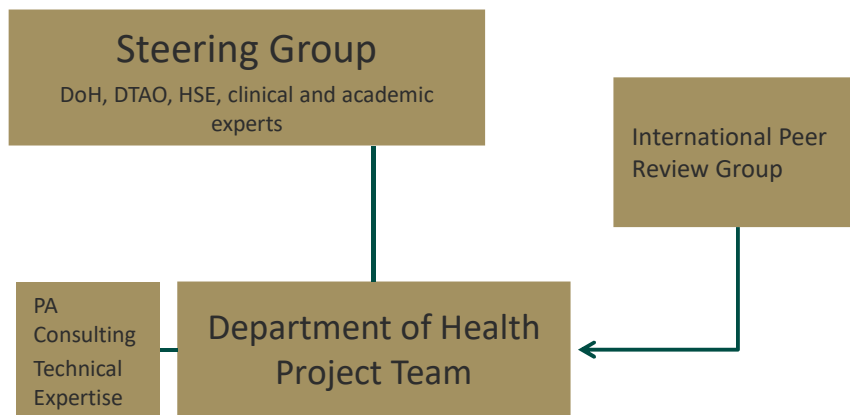 Steering Group
DoH, DTAO, HSE, clinical and academic
experts
International Peer
Review Group
PA
Consulting
Technical
Expertise
Department of Health
Project Team